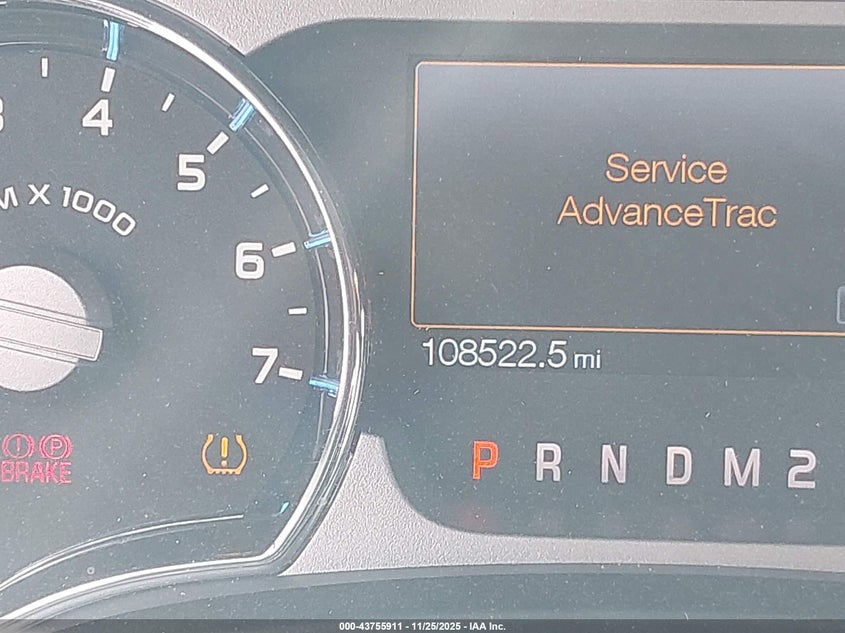 3
4
5
6
7
M X 1000
Service
AdvanceTrac
108522.5 mi
P
BRAKE
P R N D M 2
000-43755911 - 11/25/2025 - IAA Inc.